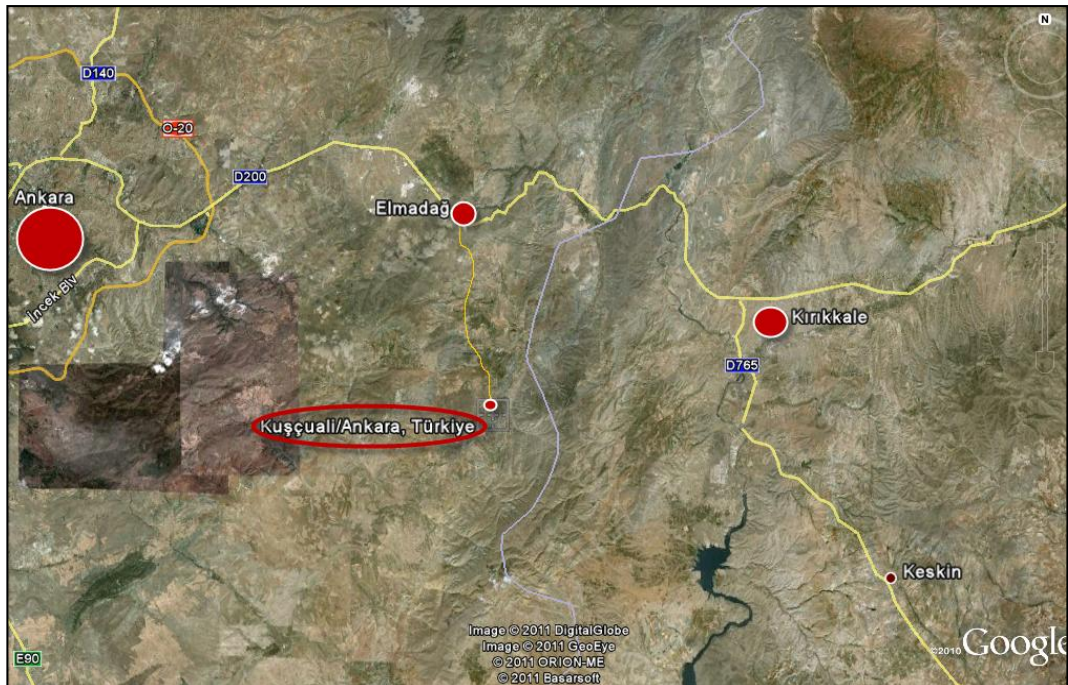 N
D140
O-20
D200
Ankara
Elmadağ
İncek Blv
Kırıkkale
D765
Kuşçuali/Ankara, Türkiye
Keskin
Image © 2011 DigitalGlobe
Image © 2011 GeoEye
© 2011 ORION-ME
© 2011 Basarsoft
©2010 Google
E90